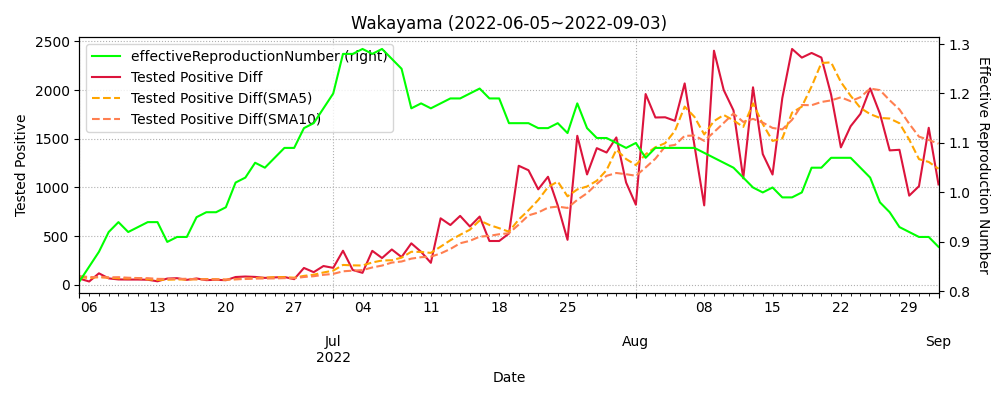 Wakayama (2022-06-05~2022-09-03)
effectiveReproductionNumber (right)
Tested Positive Diff
Tested Positive Diff(SMA5)
Tested Positive Diff(SMA10)
Tested Positive
2500
2000
1500
1000
500
0
1.3
1.2
1.1
1.0
0.9
0.8
Effective Reproduction Number
06 13 20 27 04 11 18 25 08 15 22 29
Jul Aug Sep
2022
Date